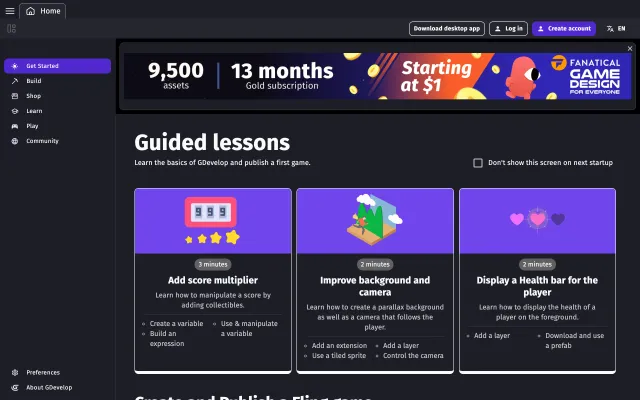 Home
Download desktop app
Log in
Create account
EN
Get Started
Build
Shop
Learn
Play
Community
Preferences
About GDevelop
9,500
assets
13 months
Gold subscription
Starting
at $1
FANATICAL
GAME
DESIGN
FOR EVERYONE
Guided lessons
Learn the basics of GDevelop and publish a first game.
Don't show this screen on next startup
999
3 minutes
Add score multiplier
Learn how to manipulate a score by
adding collectibles.
Create a variable
Build an
expression
Use & manipulate
a variable
2 minutes
Improve background and
camera
Learn how to create a parallax background
as well as a camera that follows the
player.
Add an extension
Use a tiled sprite
Add a layer
Control the camera
2 minutes
Display a Health bar for the
player
Learn how to display the health of
a player on the foreground.
Add a layer
Download and use
a prefab
Create and Publish a Fling game